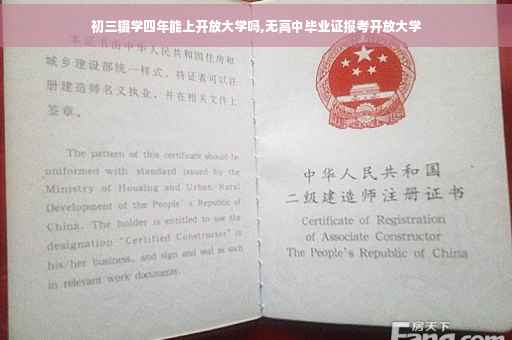 初三辍学四年能上开放大学吗,无高中毕业证报考开放大学
本证书由中华人民共和国住房和
城乡建设部统一样式,持证者可以注
册建造师名义执业,并在相关文件上
签章。
The pattern of this certificate should be
uniformed with standard issued by the
Ministry of Housing and Urban Rural
Development of the People's Republic of
China. The holder is entitled to use the
designation "Certified Constructor" in
his/her business, and sign and seal in such
in relevant work documents.
中华人民共和国
二级建造师注册证书
Certificate of Registration
of Associate Constructor
The People's Republic of China
房天下
Fang.com